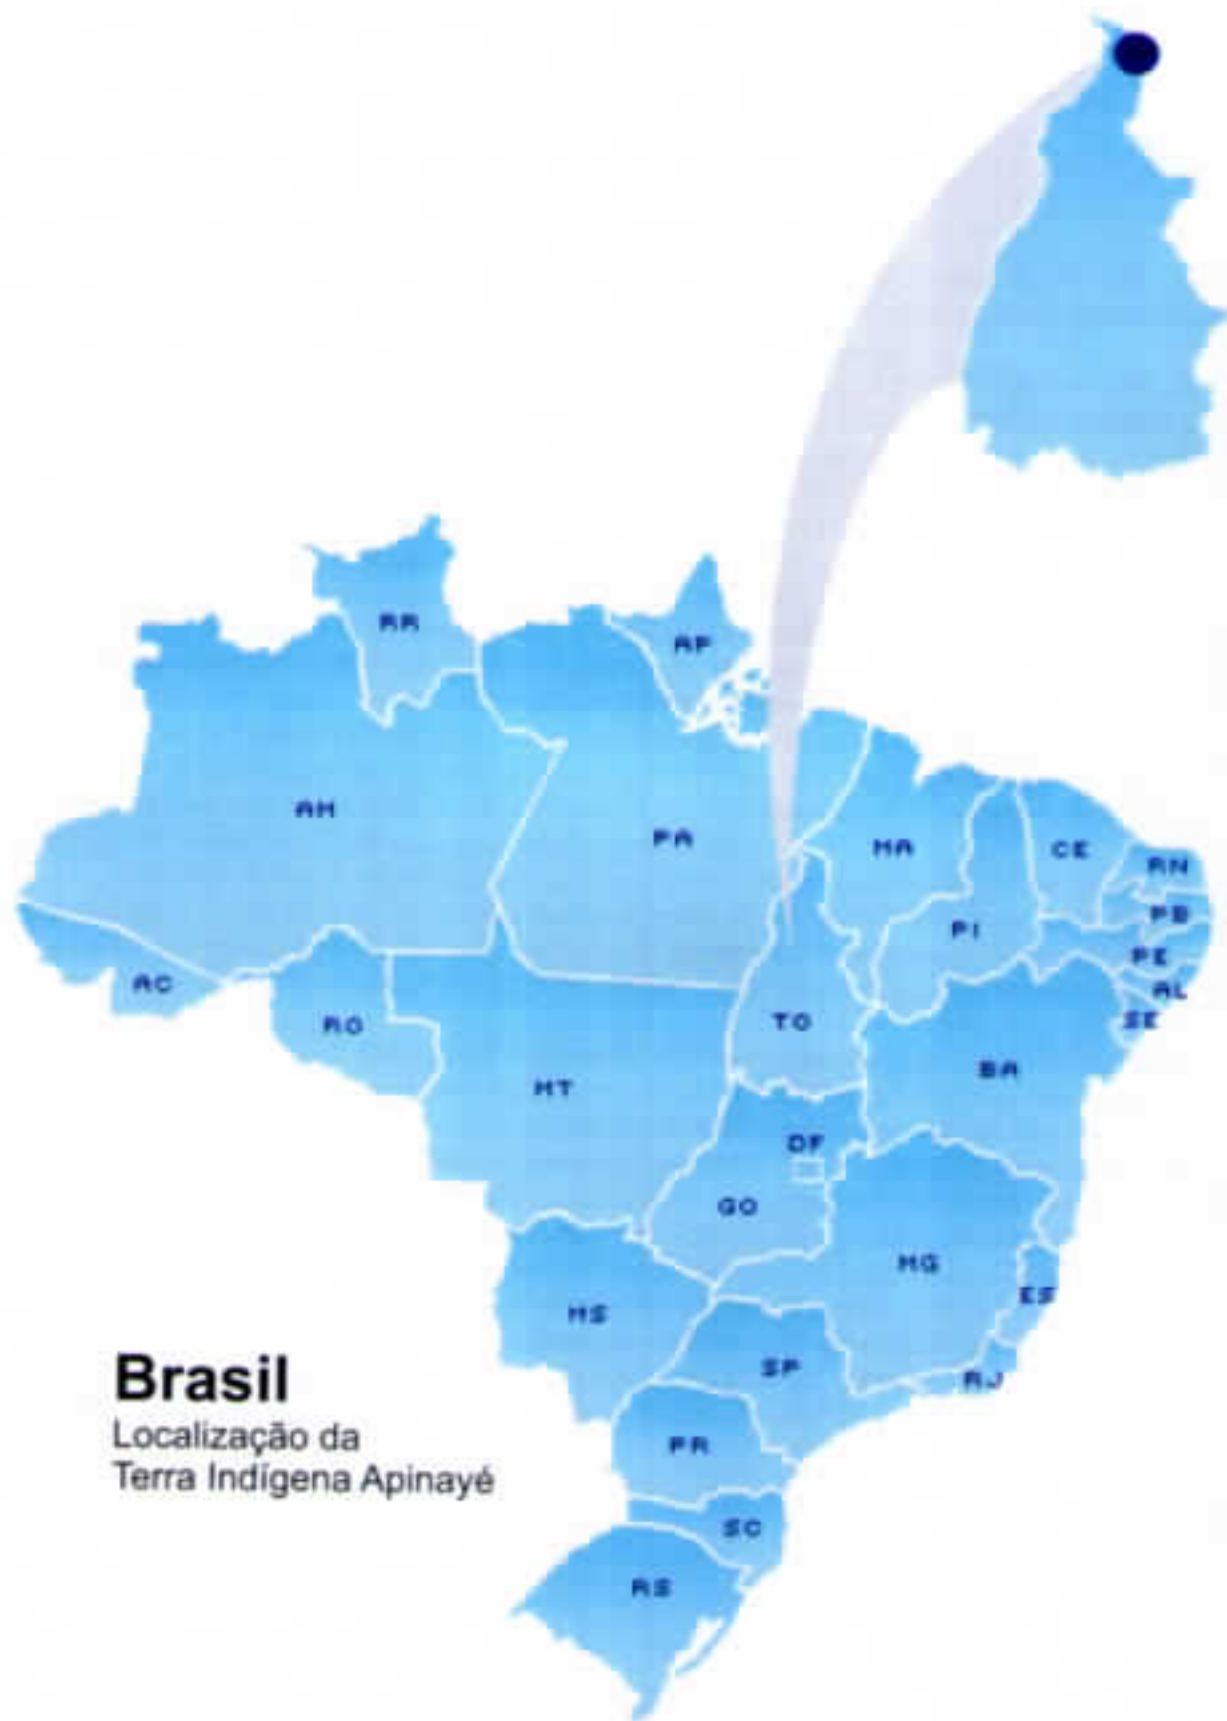 RR
AP
AM
PA
MA
CE
RN
PI
PB
PE
AL
AC
SE
RO
TO
BA
MT
DF
GO
MG
ES
MS
SP
RJ
PR
SC
RS
Brasil
Localização da
Terra Indígena Apinayé